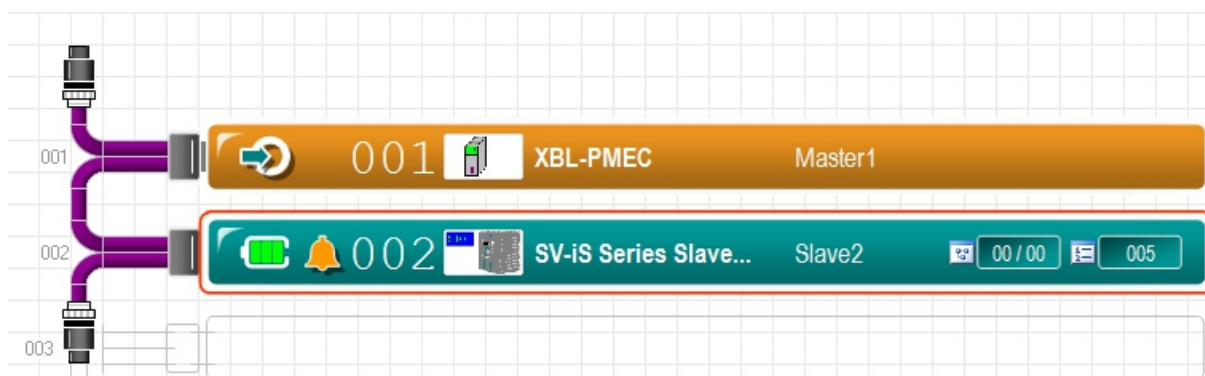 001 001 XBL-PMEC Master1
002 002 SV-iS Series Slave... Slave2 00 / 00 005
003